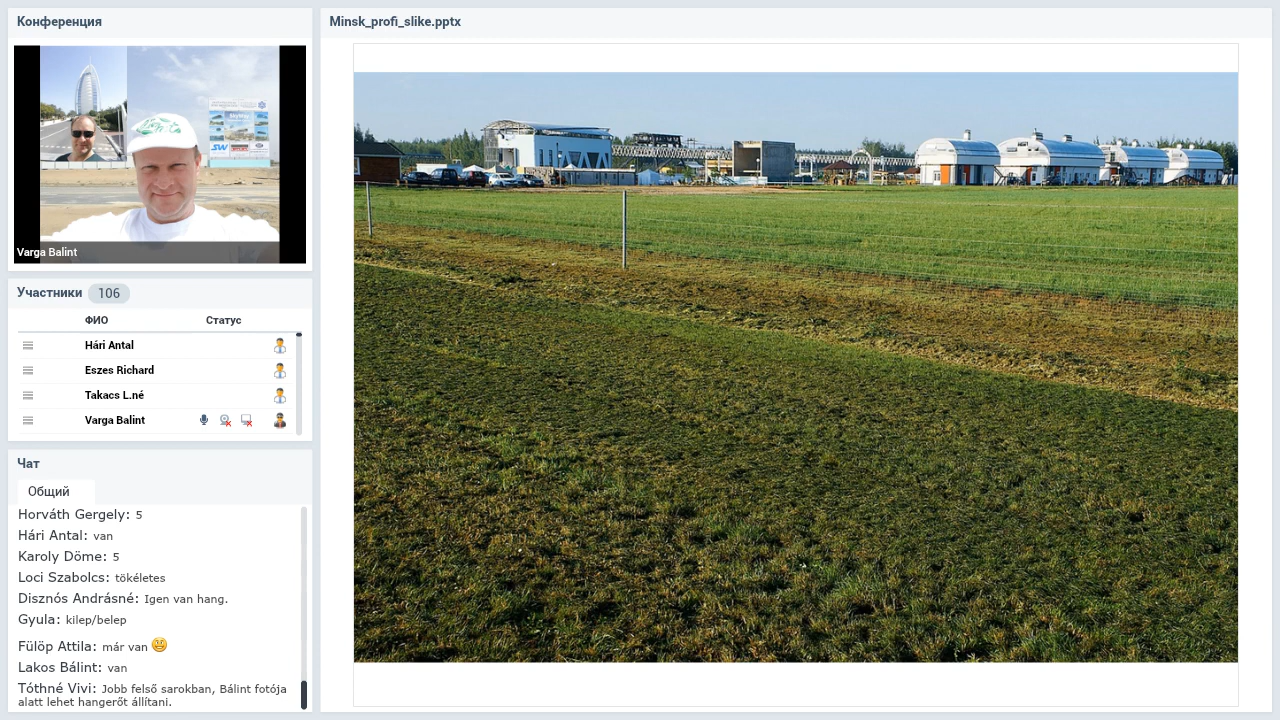 Конференция
SkyWay
SW
Varga Balint
Участники 106
ФИО Статус
Hári Antal
Eszes Richard
Takacs L.né
Varga Balint
Чат
Общий
Horváth Gergely: 5
Hári Antal: van
Karoly Döme: 5
Loci Szabolcs: tökéletes
Disznós Andrásné: Igen van hang.
Gyula: kilep/belep
Fülöp Attila: már van
Lakos Bálint: van
Tóthné Vivi: Jobb felső sarokban, Bálint fotója
alatt lehet hangerőt állítani.
Minsk_profi_slike.pptx